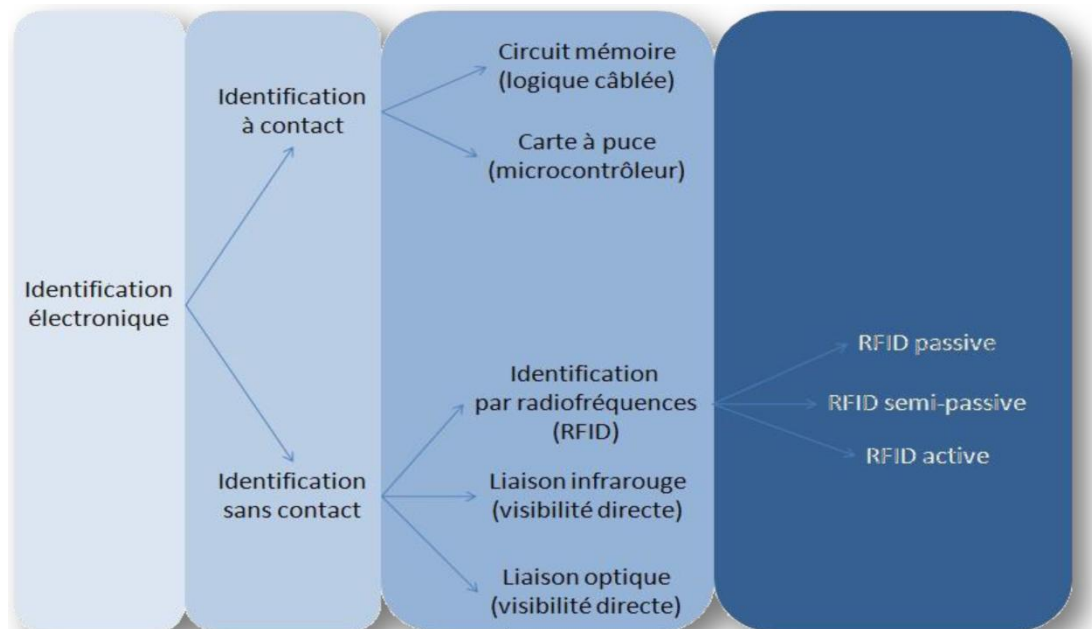 Identification
électronique
Identification
à contact
Identification
sans contact
Circuit mémoire
(logique câblée)
Carte à puce
(microcontrôleur)
Identification
par radiofréquences
(RFID)
Liaison infrarouge
(visibilité directe)
Liaison optique
(visibilité directe)
RFID passive
RFID semi-passive
RFID active